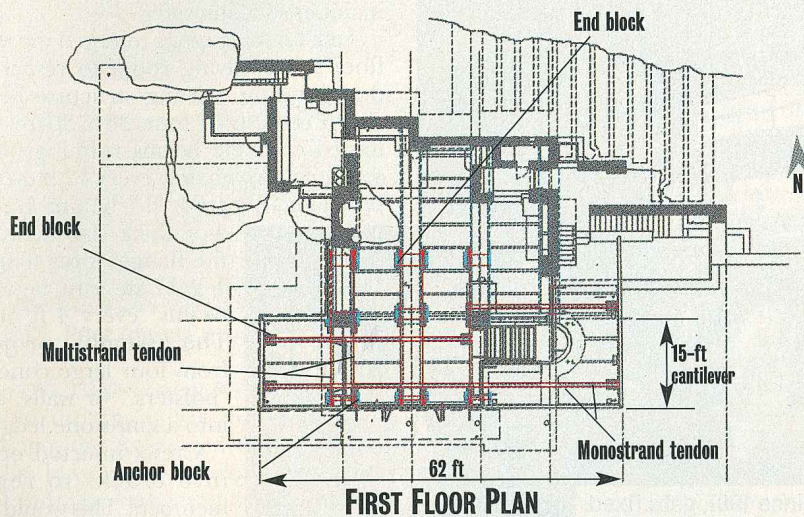 End block
N
End block
Multistrand tendon
15-ft
cantilever
Anchor block
62 ft
Monostrand tendon
FIRST FLOOR PLAN